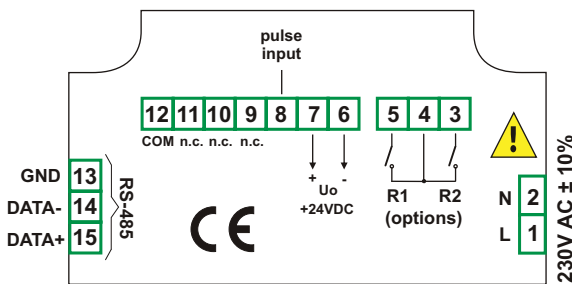 pulse
input
12 11 10 9 8 7 6 5 4 3
COM n.c. n.c. n.c.
+ -
Uo
+24VDC
R1 R2
(options)
!
GND 13
DATA- 14
DATA+ 15
RS-485
CE
N 2
L 1
230V AC ± 10%